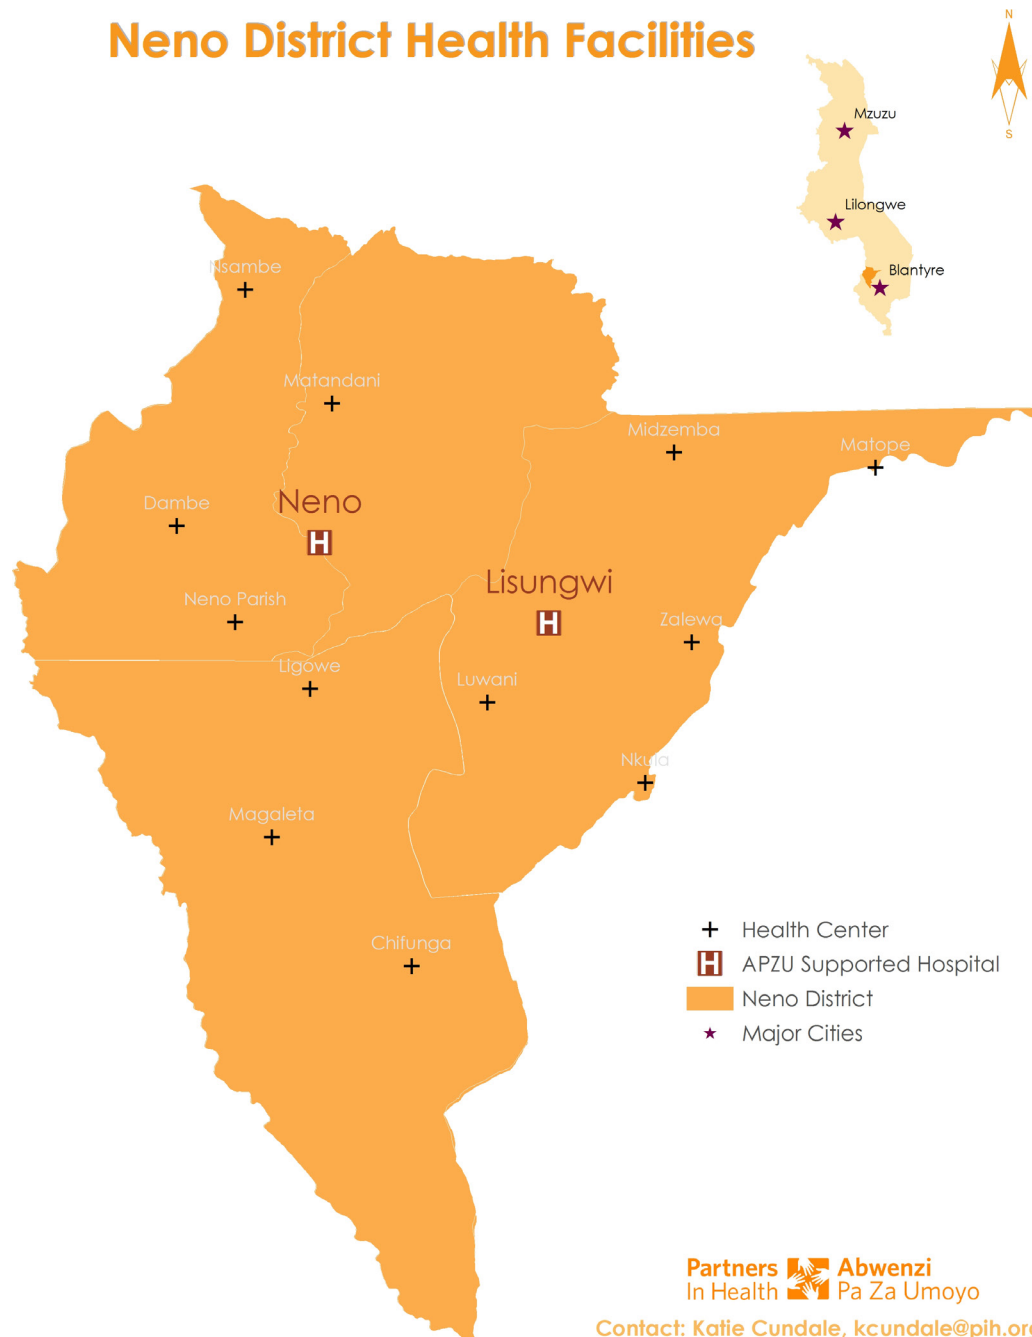 Neno District Health Facilities
N
S
Mzuzu
Lilongwe
Blantyre
Nsambe
Matandani
Midzemba
Matope
Dambe
Neno
H
Lisungwi
H
Neno Parish
Zalewa
Ligowe
Luwani
Nkula
Magaleta
Chifunga
Health Center
H APZU Supported Hospital
Neno District
Major Cities
Partners In Health
Abwenzi Pa Za Umoyo
Contact: Katie Cundale, kcundale@pih.org